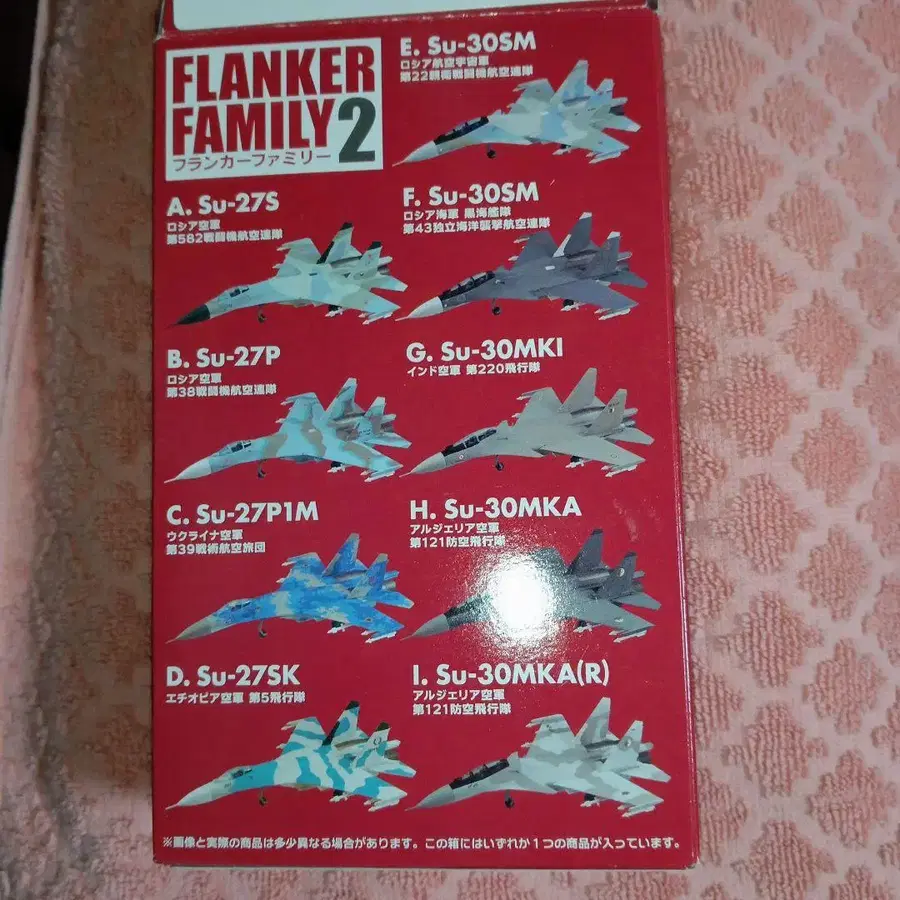 FLANKER
FAMILY 2
フランカーファミリー
A. Su-27S
ロシア空軍
第582戦闘機航空連隊
B. Su-27P
ロシア空軍
第38戦闘機航空連隊
C. Su-27P1M
ウクライナ空軍
第39戦術航空旅団
D. Su-27SK
エチオピア空軍 第5飛行隊
E. Su-30SM
ロシア航空宇宙軍
第22親衛戦闘機航空連隊
F. Su-30SM
ロシア海軍 黒海艦隊
第43独立海洋襲撃航空連隊
G. Su-30MKI
インド空軍 第220飛行隊
H. Su-30MKA
アルジェリア空軍
第121防空飛行隊
I. Su-30MKA(R)
アルジェリア空軍
第121防空飛行隊
※画像と実際の商品は多少異なる場合があります。この箱にはいずれか1つの商品が入っています。